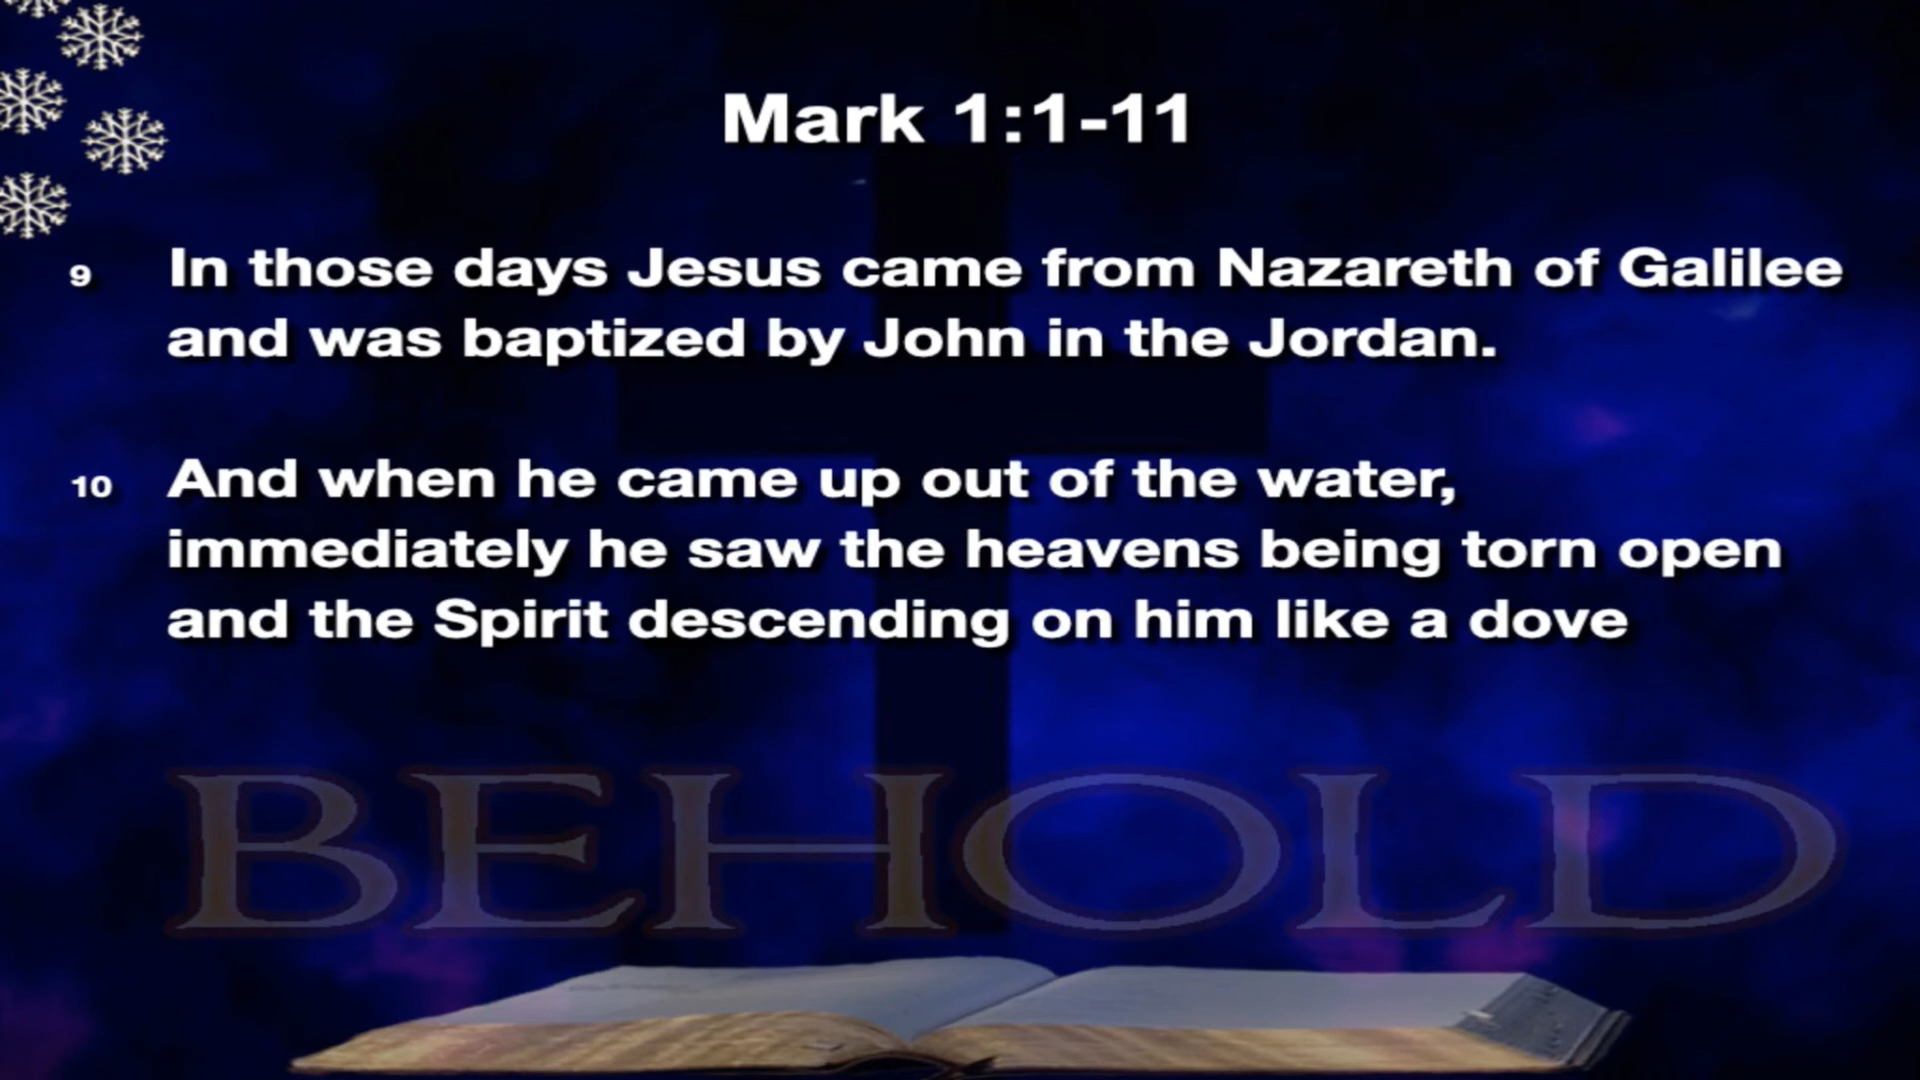 Mark 1:1-11
9 In those days Jesus came from Nazareth of Galilee
and was baptized by John in the Jordan.
10 And when he came up out of the water,
immediately he saw the heavens being torn open
and the Spirit descending on him like a dove
BEHOLD